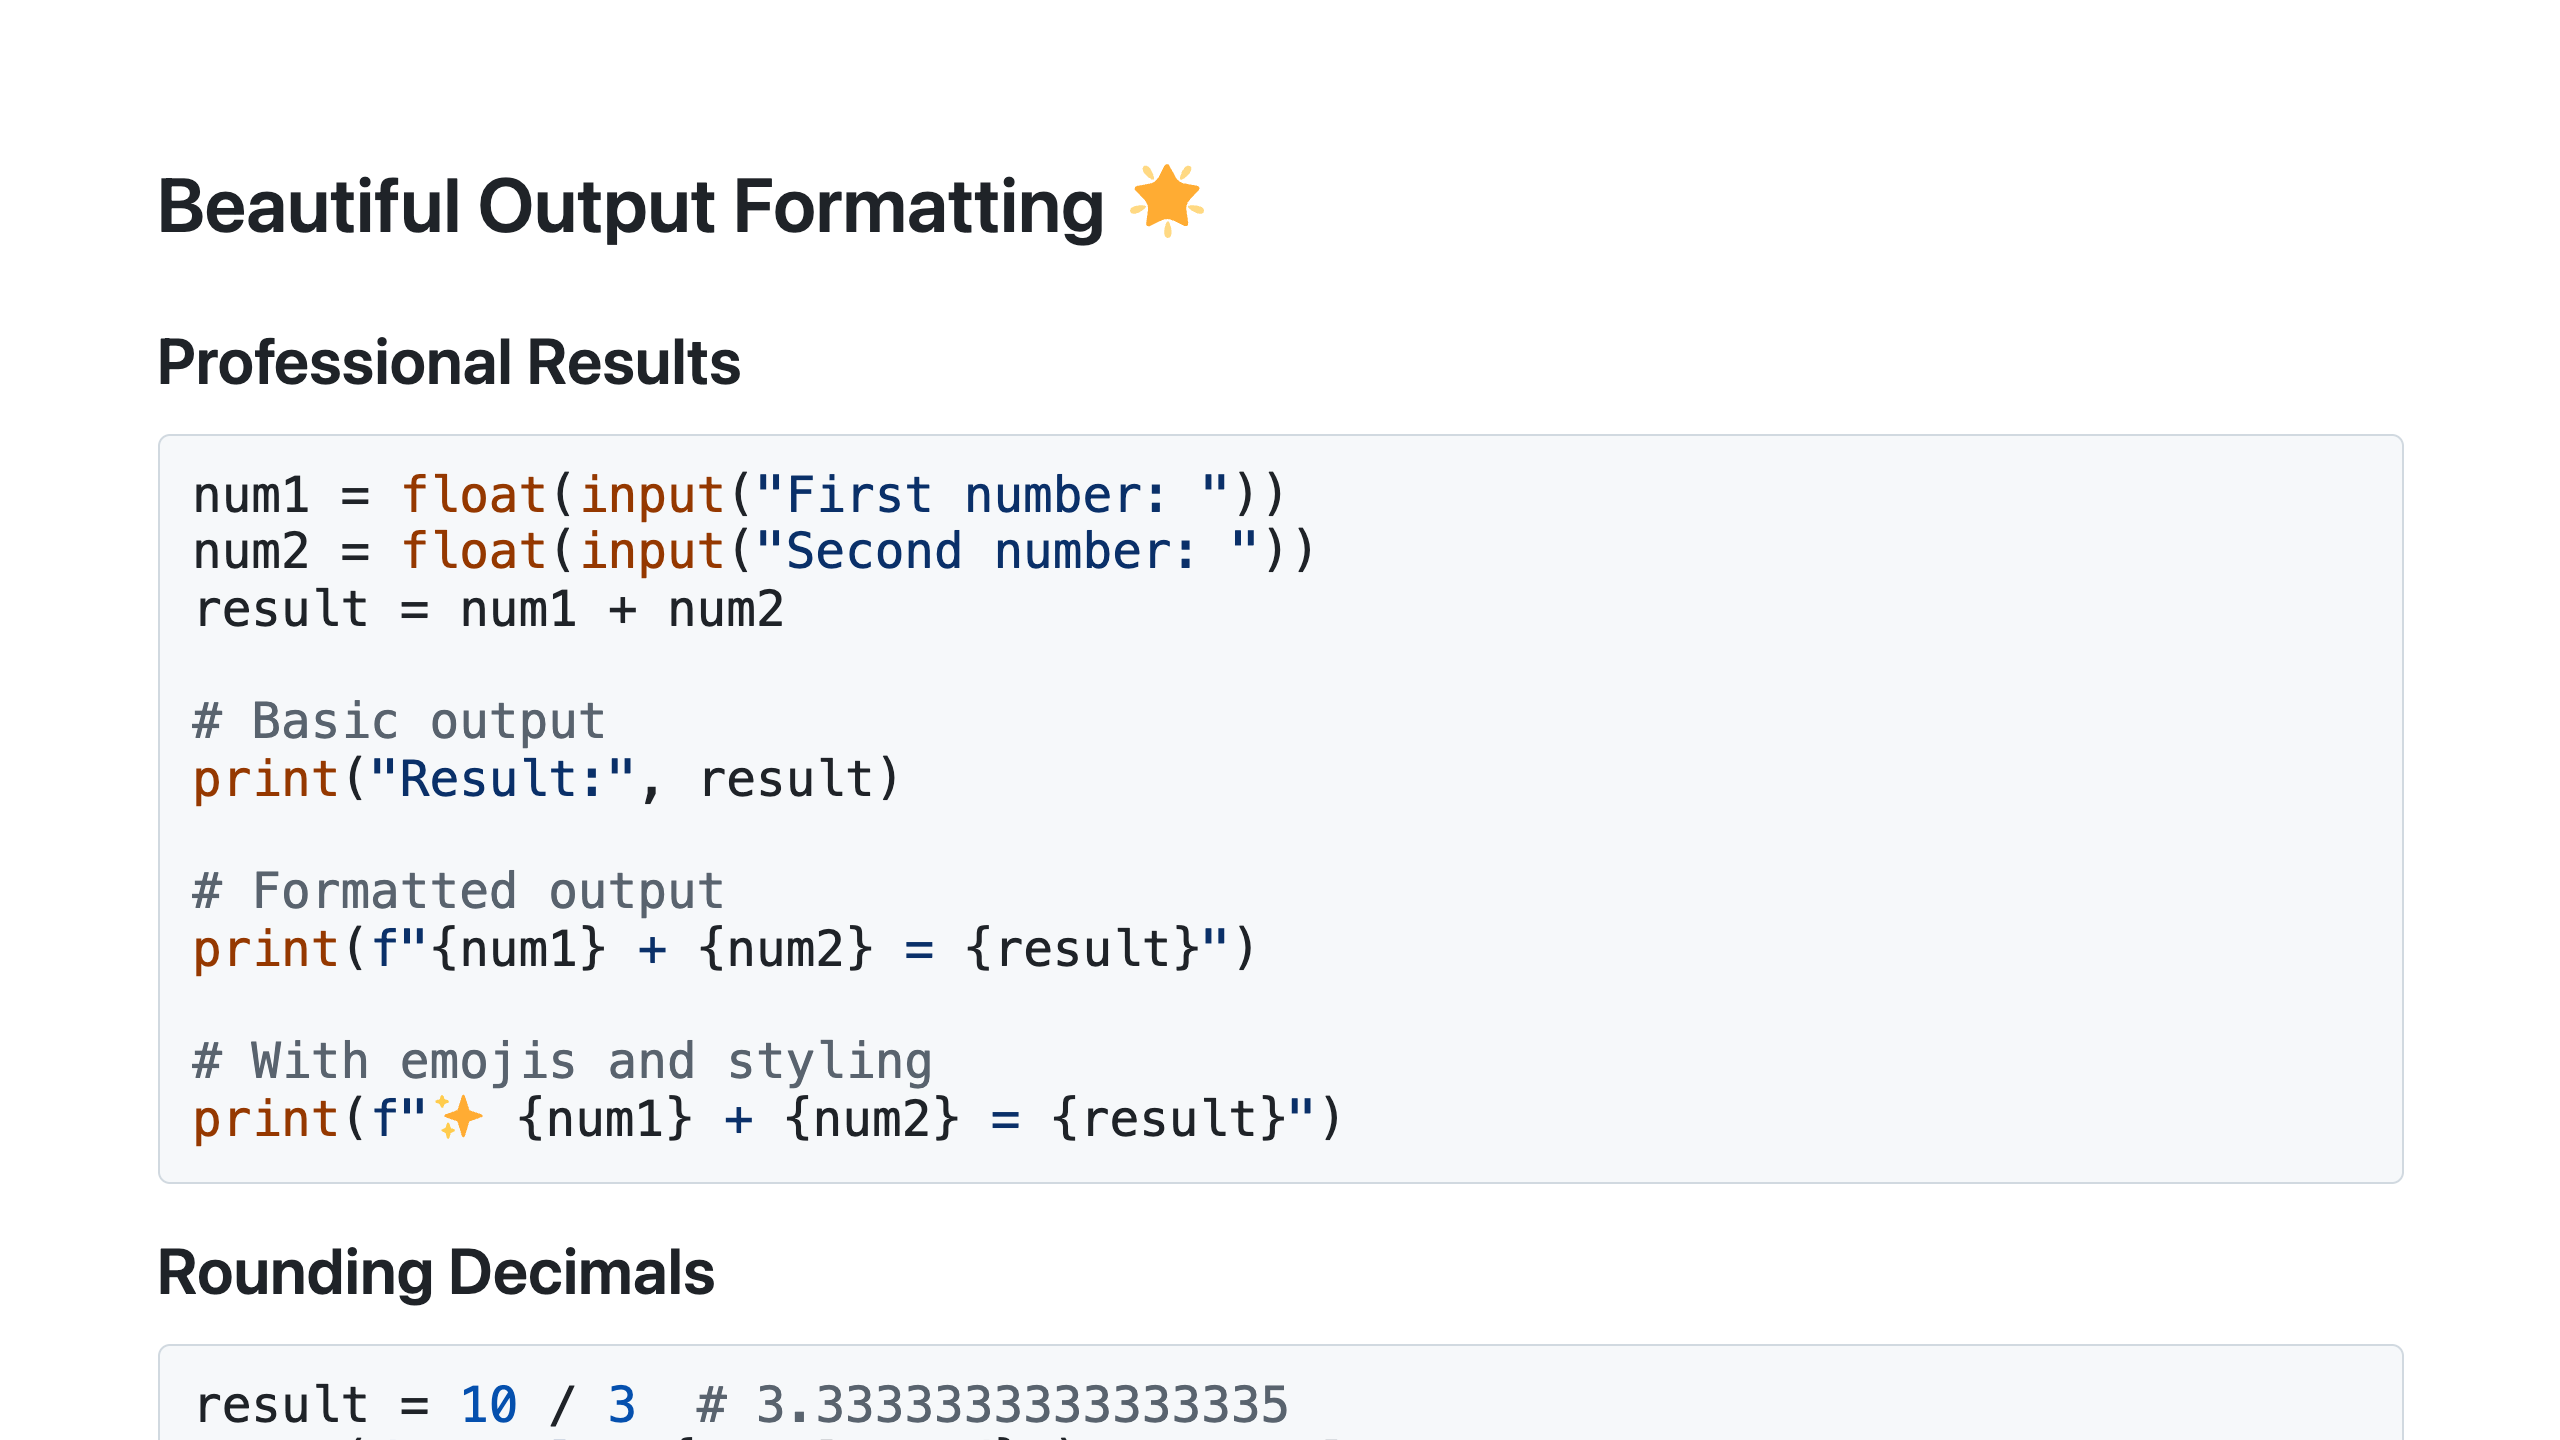 Beautiful Output Formatting 🌟
Professional Results
num1 = float(input("First number: "))
num2 = float(input("Second number: "))
result = num1 + num2
# Basic output
print("Result:", result)
# Formatted output
print(f"{num1} + {num2} = {result}")
# With emojis and styling
print(f"✨ {num1} + {num2} = {result}")
Rounding Decimals
result = 10 / 3  # 3.3333333333333335